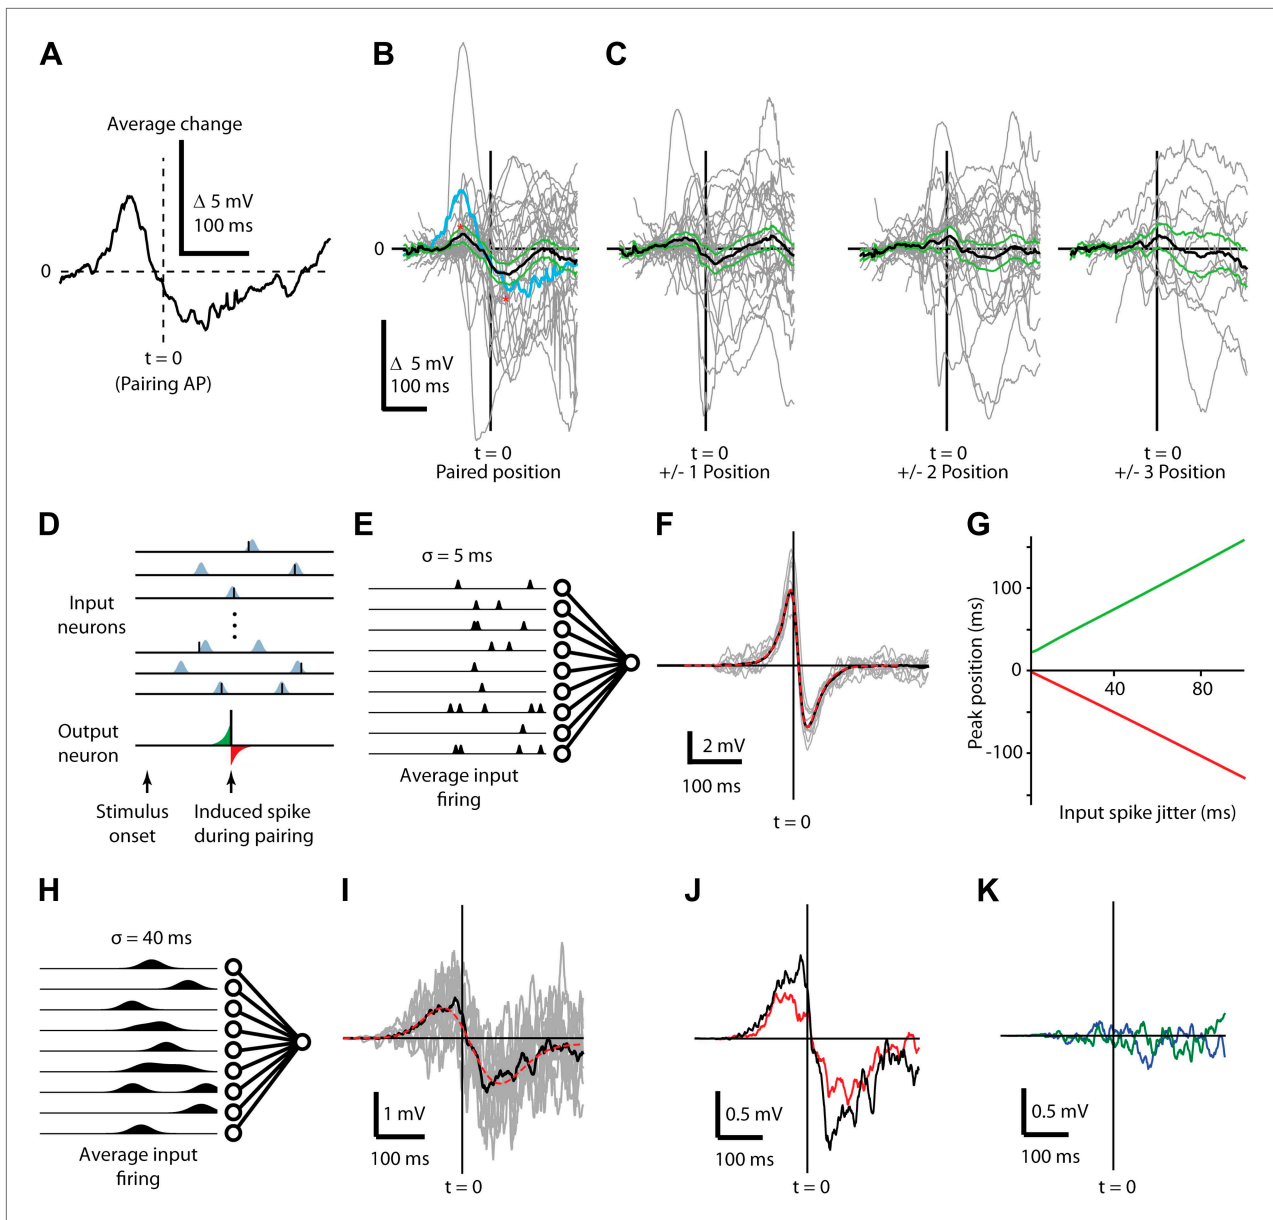 A
Average change
Δ 5 mV
100 ms
0
t = 0
(Pairing AP)
B
0
Δ 5 mV
100 ms
t = 0
Paired position
C
t = 0
+/- 1 Position
t = 0
+/- 2 Position
t = 0
+/- 3 Position
D
Input
neurons
Output
neuron
Stimulus
onset
Induced spike
during pairing
E
σ = 5 ms
Average input
firing
F
2 mV
100 ms
t = 0
G
Peak position (ms)
100
0
-100
40
80
Input spike jitter (ms)
H
σ = 40 ms
Average input
firing
I
1 mV
100 ms
t = 0
J
0.5 mV
100 ms
t = 0
K
0.5 mV
100 ms
t = 0